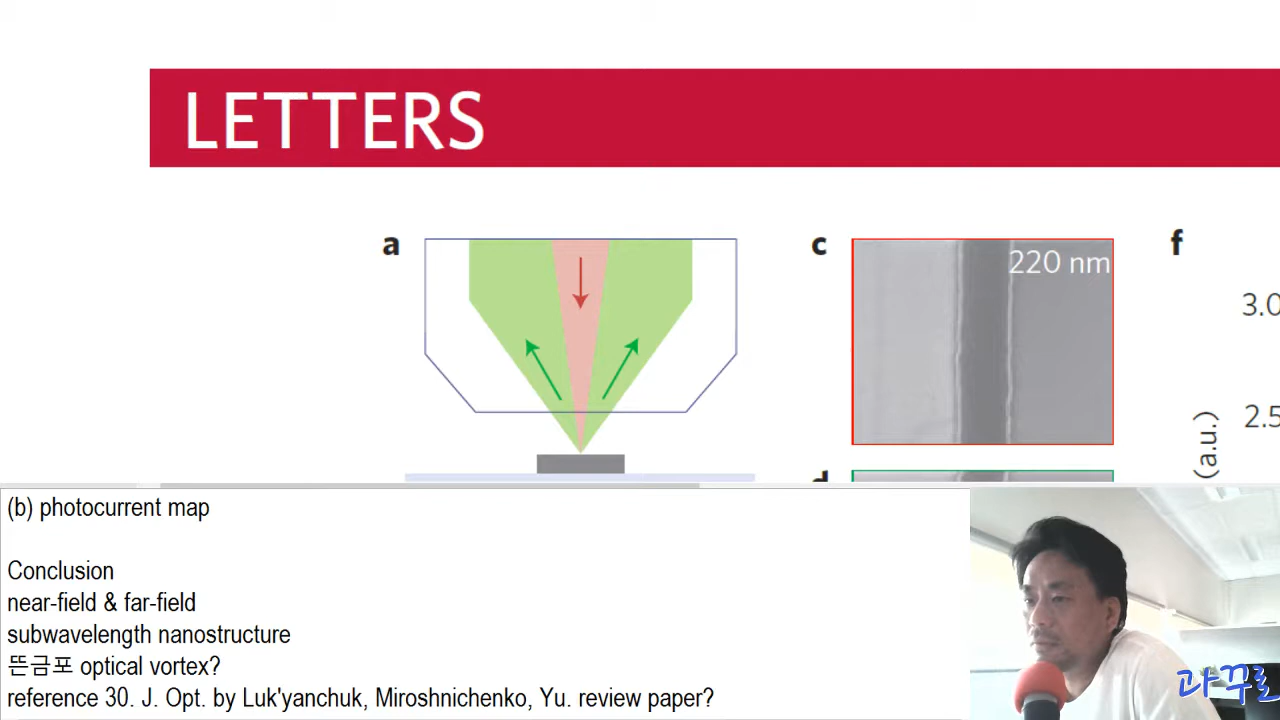 LETTERS
a
c
220 nm
f
3.0
2.5
(a.u.)
d
(b) photocurrent map
Conclusion
near-field & far-field
subwavelength nanostructure
뜬금포 optical vortex?
reference 30. J. Opt. by Luk'yanchuk, Miroshnichenko, Yu. review paper?
과꾸로